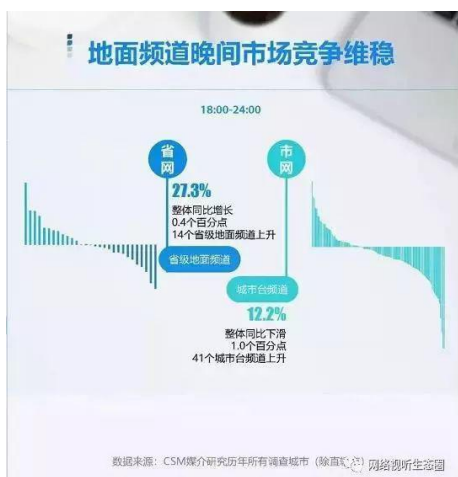 地面频道晚间市场竞争维稳
18:00-24:00
省网
27.3%
整体同比增长
0.4个百分点
14个省级地面频道上升
省级地面频道
市网
城市台频道
12.2%
整体同比下滑
1.0个百分点
41个城市台频道上升
数据来源：CSM媒介研究历年所有调查城市（除直
网络视听生态圈